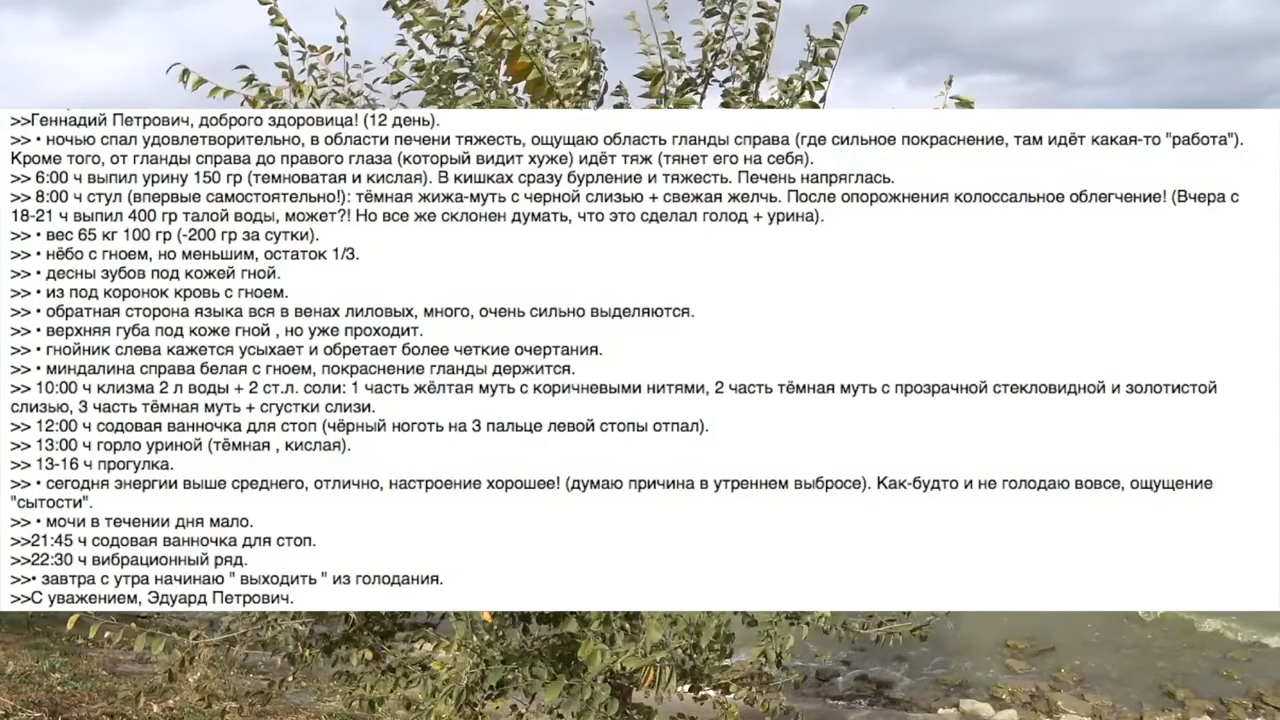 >>Геннадий Петрович, доброго здоровица! (12 день).
>> • ночью спал удовлетворительно, в области печени тяжесть, ощущаю область гланды справа (где сильное покраснение, там идёт какая-то "работа").
Кроме того, от гланды справа до правого глаза (который видит хуже) идёт тяж (тянет его на себя).
>> 6:00 ч выпил урину 150 гр (темноватая и кислая). В кишках сразу бурление и тяжесть. Печень напряглась.
>> 8:00 ч стул (впервые самостоятельно!): тёмная жижа-муть с черной слизью + свежая желчь. После опорожнения колоссальное облегчение! (Вчера с
18-21 ч выпил 400 гр талой воды, может?! Но все же склонен думать, что это сделал голод + урина).
>> • вес 65 кг 100 гр (-200 гр за сутки).
>> • нёбо с гноем, но меньшим, остаток 1/3.
>> • десны зубов под кожей гной.
>> • из под коронок кровь с гноем.
>> • обратная сторона языка вся в венах лиловых, много, очень сильно выделяются.
>> • верхняя губа под коже гной , но уже проходит.
>> • гнойник слева кажется усыхает и обретает более четкие очертания.
>> • миндалина справа белая с гноем, покраснение гланды держится.
>> 10:00 ч клизма 2 л воды + 2 ст.л. соли: 1 часть жёлтая муть с коричневыми нитями, 2 часть тёмная муть с прозрачной стекловидной и золотистой
слизью, 3 часть тёмная муть + сгустки слизи.
>> 12:00 ч содовая ванночка для стоп (чёрный ноготь на 3 пальце левой стопы отпал).
>> 13:00 ч горло уриной (тёмная , кислая).
>> 13-16 ч прогулка.
>> • сегодня энергии выше среднего, отлично, настроение хорошее! (думаю причина в утреннем выбросе). Как-будто и не голодаю вовсе, ощущение
"сытости".
>> • мочи в течении дня мало.
>>21:45 ч содовая ванночка для стоп.
>>22:30 ч вибрационный ряд.
>>• завтра с утра начинаю " выходить " из голодания.
>>С уважением, Эдуард Петрович.